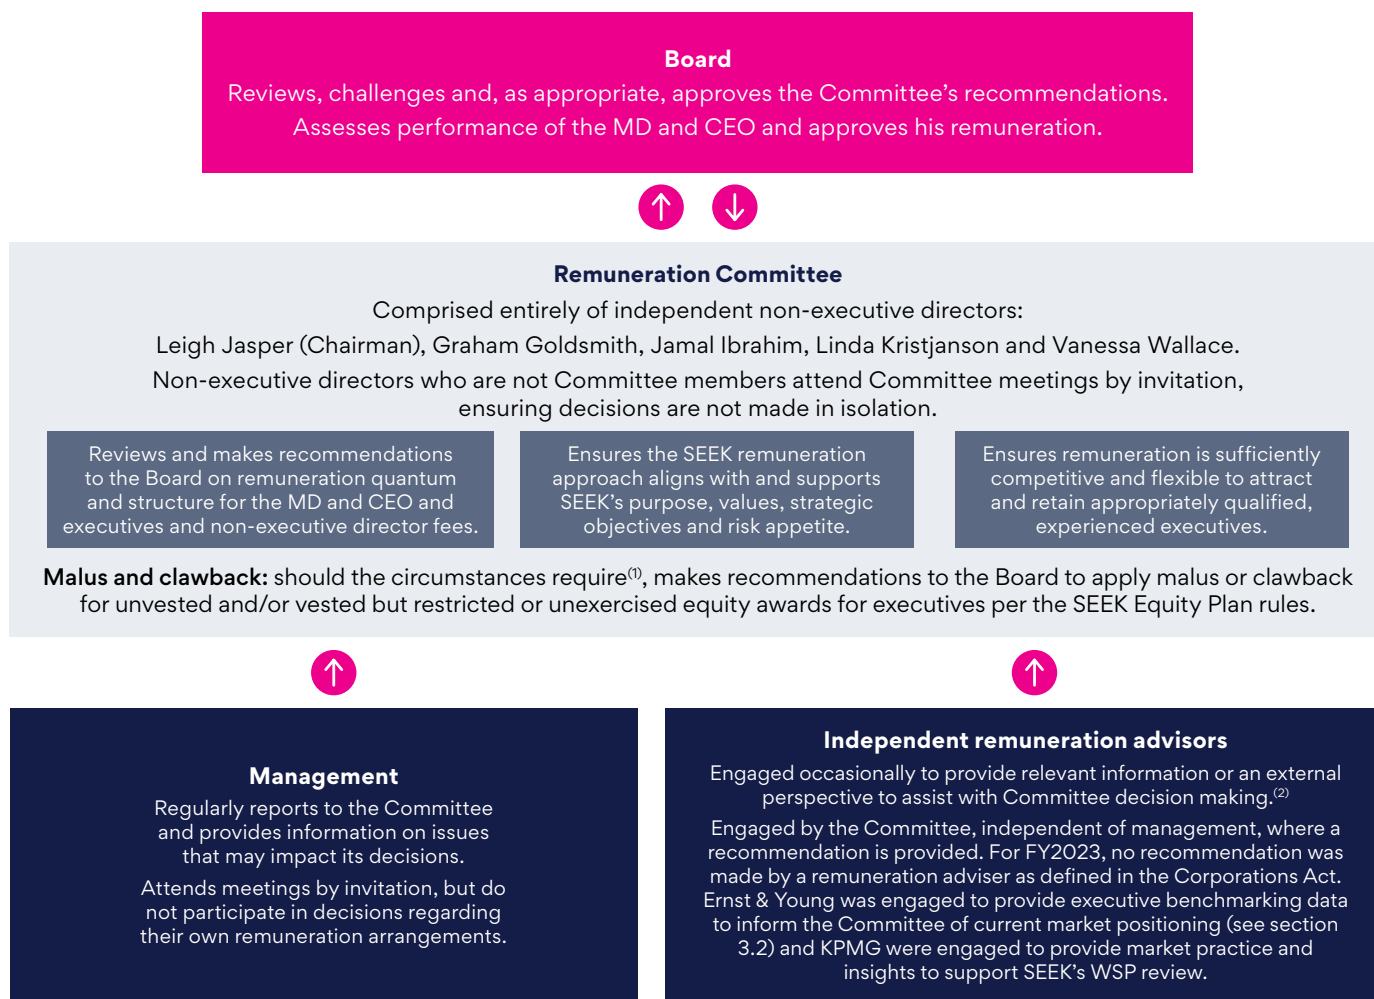 Board
Reviews, challenges and, as appropriate, approves the Committee’s recommendations.
Assesses performance of the MD and CEO and approves his remuneration.
Remuneration Committee
Comprised entirely of independent non-executive directors:
Leigh Jasper (Chairman), Graham Goldsmith, Jamal Ibrahim, Linda Kristjanson and Vanessa Wallace.
Non-executive directors who are not Committee members attend Committee meetings by invitation,
ensuring decisions are not made in isolation.
Reviews and makes recommendations
to the Board on remuneration quantum
and structure for the MD and CEO and
executives and non-executive director fees.
Ensures the SEEK remuneration
approach aligns with and supports
SEEK’s purpose, values, strategic
objectives and risk appetite.
Ensures remuneration is sufficiently
competitive and flexible to attract
and retain appropriately qualified,
experienced executives.
Malus and clawback: should the circumstances require(1), makes recommendations to the Board to apply malus or clawback
for unvested and/or vested but restricted or unexercised equity awards for executives per the SEEK Equity Plan rules.
Management
Regularly reports to the Committee
and provides information on issues
that may impact its decisions.
Attends meetings by invitation, but do
not participate in decisions regarding
their own remuneration arrangements.
Independent remuneration advisors
Engaged occasionally to provide relevant information or an external
perspective to assist with Committee decision making.(2)
Engaged by the Committee, independent of management, where a
recommendation is provided. For FY2023, no recommendation was
made by a remuneration adviser as defined in the Corporations Act.
Ernst & Young was engaged to provide executive benchmarking data
to inform the Committee of current market positioning (see section
3.2) and KPMG were engaged to provide market practice and
insights to support SEEK’s WSP review.